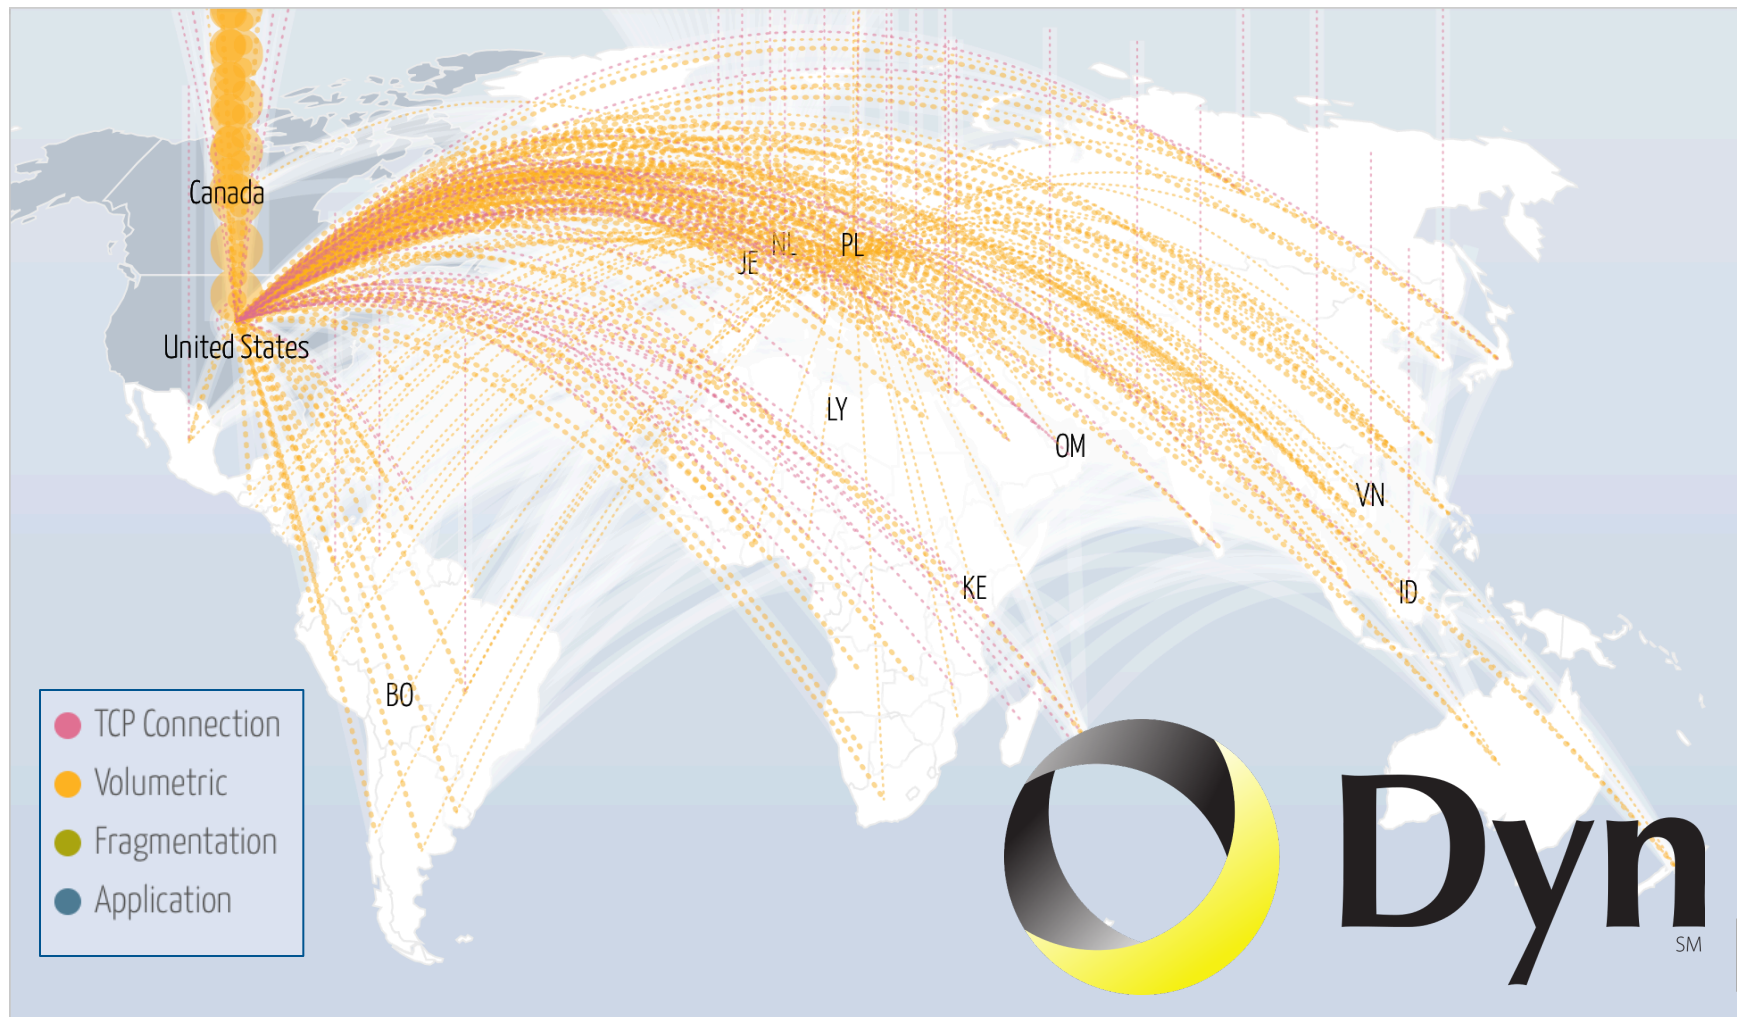 Canada
NL
PL
JE
United States
LY
OM
VN
KE
ID
BO
TCP Connection
Volumetric
Fragmentation
Application
Dyn
SM